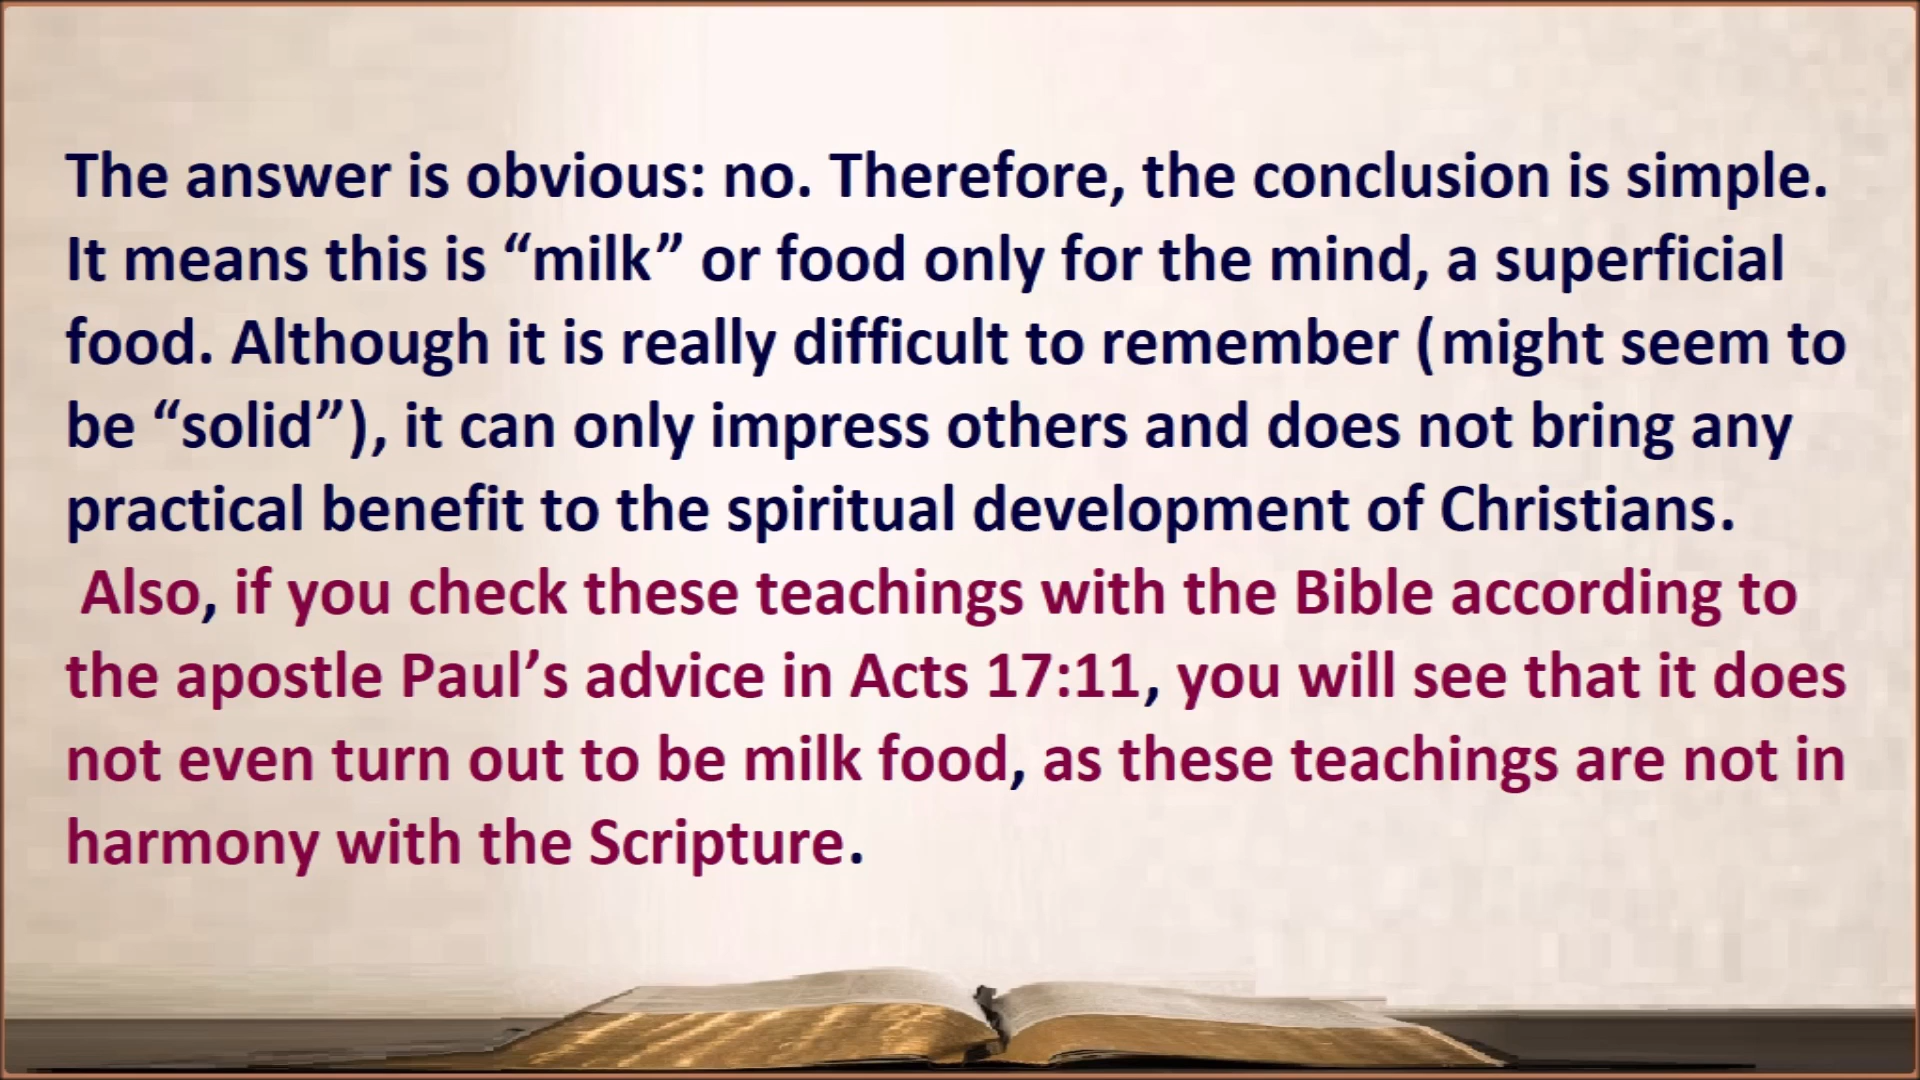 The answer is obvious: no. Therefore, the conclusion is simple.
It means this is “milk” or food only for the mind, a superficial
food. Although it is really difficult to remember (might seem to
be “solid”), it can only impress others and does not bring any
practical benefit to the spiritual development of Christians.
Also, if you check these teachings with the Bible according to
the apostle Paul’s advice in Acts 17:11, you will see that it does
not even turn out to be milk food, as these teachings are not in
harmony with the Scripture.